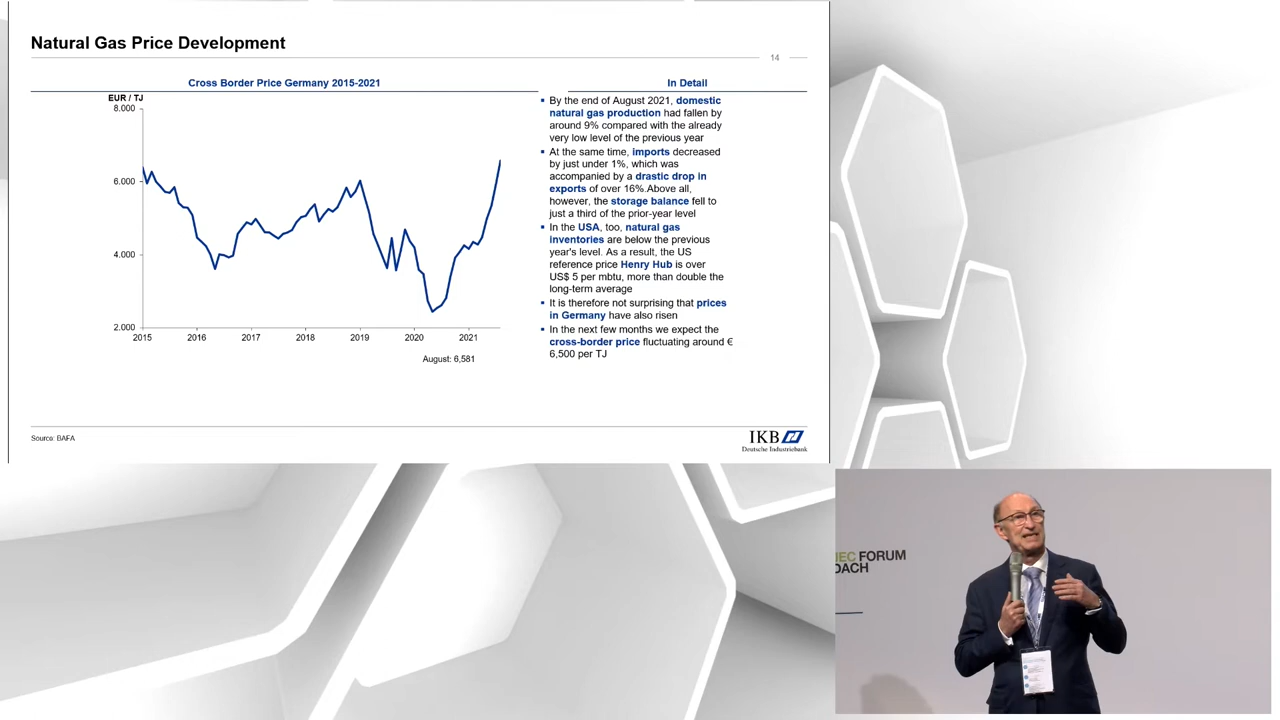 Natural Gas Price Development
14
Cross Border Price Germany 2015-2021
EUR / TJ
8.000
6.000
4.000
2.000
2015 2016 2017 2018 2019 2020 2021
August: 6,581
In Detail
▪ By the end of August 2021, domestic
natural gas production had fallen by
around 9% compared with the already
very low level of the previous year
▪ At the same time, imports decreased
by just under 1%, which was
accompanied by a drastic drop in
exports of over 16%.Above all,
however, the storage balance fell to
just a third of the prior-year level
▪ In the USA, too, natural gas
inventories are below the previous
year's level. As a result, the US
reference price Henry Hub is over
US$ 5 per mbtu, more than double the
long-term average
▪ It is therefore not surprising that prices
in Germany have also risen
▪ In the next few months we expect the
cross-border price fluctuating around €
6,500 per TJ
Source: BAFA
IKB
Deutsche Industriebank
FORUM